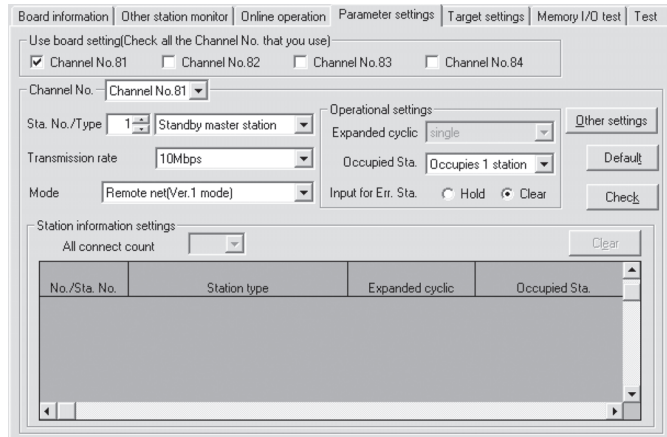 Board information Other station monitor Online operation Parameter settings Target settings Memory I/O test Test
Use board setting(Check all the Channel No. that you use)
Channel No.81 Channel No.82 Channel No.83 Channel No.84
Channel No. Channel No.81
Operational settings
Sta. No./Type 1 Standby master station
Expanded cyclic single
Other settings
Transmission rate 10Mbps
Occupied Sta. Occupies 1 station
Default
Mode Remote net(Ver.1 mode)
Input for Err. Sta. Hold Clear
Check
Station information settings
All connect count
Clear
No./Sta. No. Station type Expanded cyclic Occupied Sta.